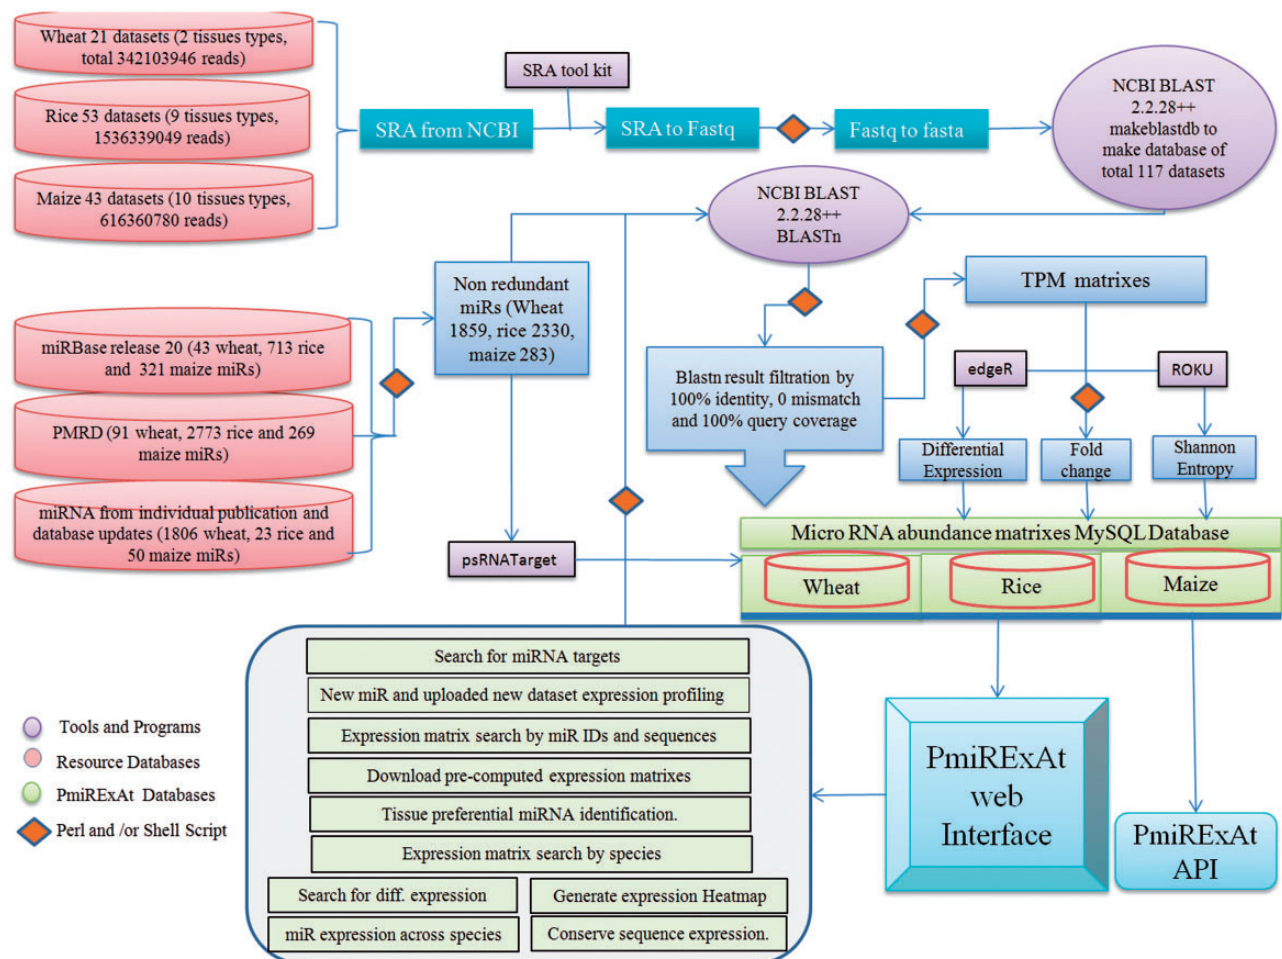 Wheat 21 datasets (2 tissues types,
total 342103946 reads)
Rice 53 datasets (9 tissues types,
1536339049 reads)
Maize 43 datasets (10 tissues types,
616360780 reads)
SRA from NCBI
SRA tool kit
SRA to Fastq
Fastq to fasta
NCBI BLAST
2.2.28++
makeblastdb to
make database of
total 117 datasets
NCBI BLAST
2.2.28++
BLASTn
miRBase release 20 (43 wheat, 713 rice
and 321 maize miRs)
PMRD (91 wheat, 2773 rice and 269
maize miRs)
miRNA from individual publication and
database updates (1806 wheat, 23 rice and
50 maize miRs)
Non redundant
miRs (Wheat
1859, rice 2330,
maize 283)
psRNATarget
Blastn result filtration by
100% identity, 0 mismatch
and 100% query coverage
TPM matrixes
edgeR
ROKU
Differential
Expression
Fold
change
Shannon
Entropy
Micro RNA abundance matrixes MySQL Database
Wheat
Rice
Maize
Search for miRNA targets
New miR and uploaded new dataset expression profiling
Expression matrix search by miR IDs and sequences
Download pre-computed expression matrixes
Tissue preferential miRNA identification.
Expression matrix search by species
Search for diff. expression
Generate expression Heatmap
miR expression across species
Conserve sequence expression.
PmiRExAt
web
Interface
PmiRExAt
API
Tools and Programs
Resource Databases
PmiRExAt Databases
Perl and /or Shell Script